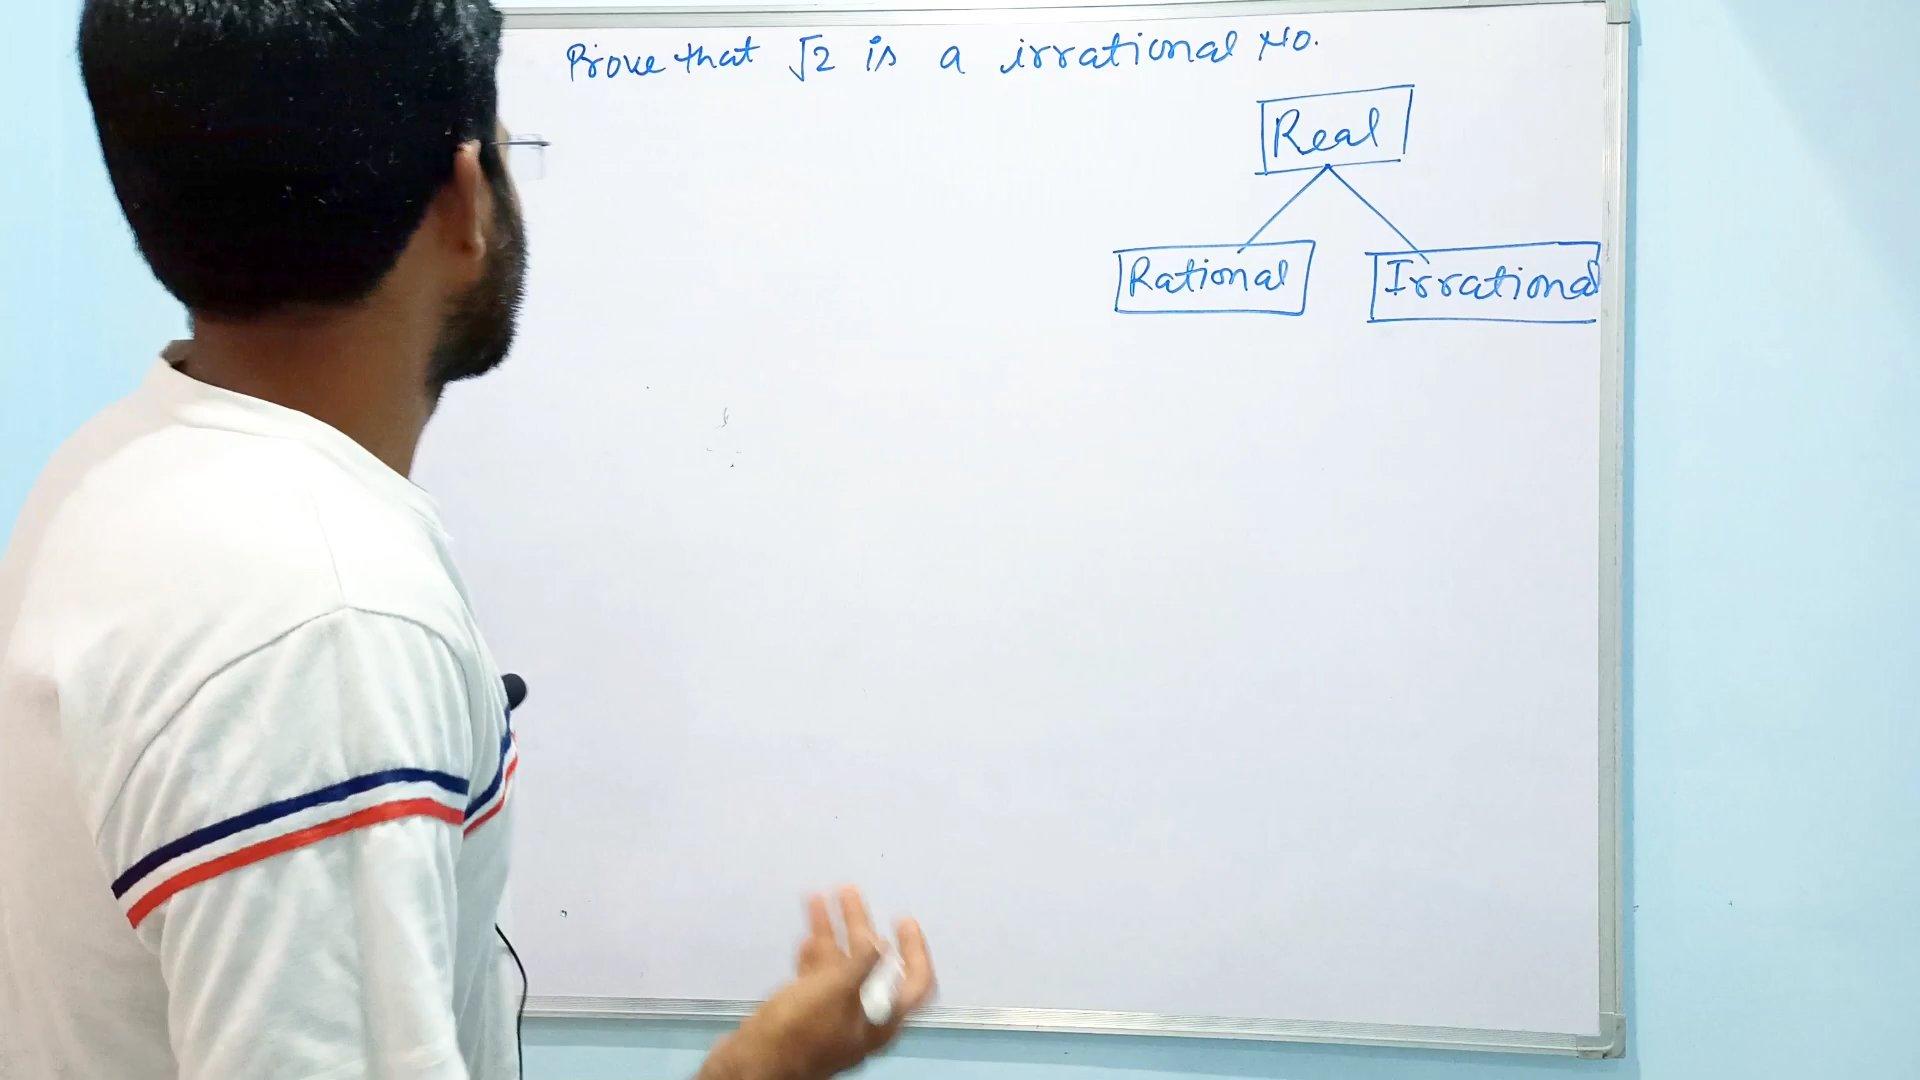 Prove that √2 is a irrational No.
Real
Rational Irrational